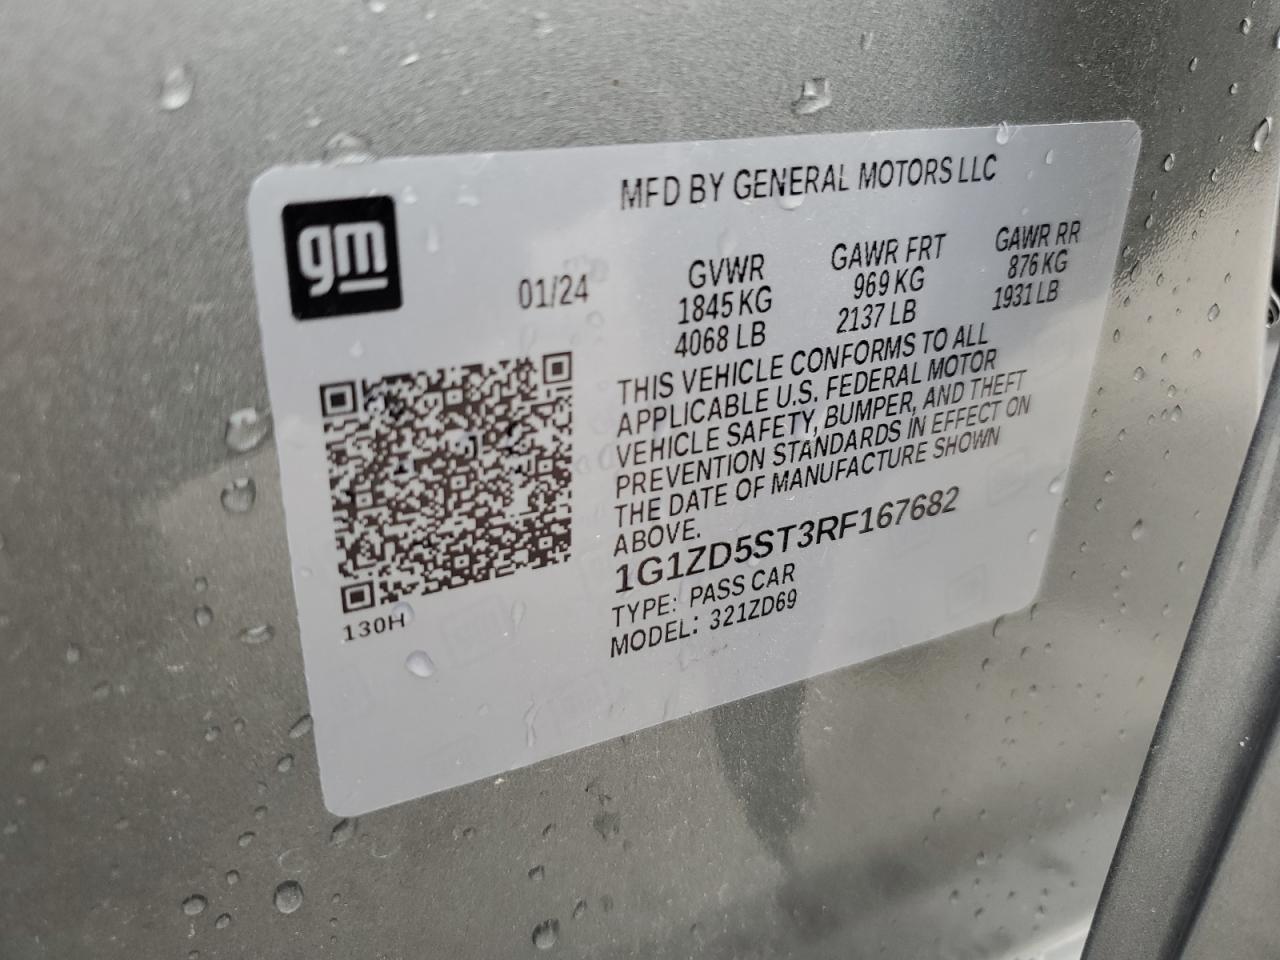 gm
MFD BY GENERAL MOTORS LLC
01/24
GVWR GAWR FRT GAWR RR
1845 KG 969 KG 876 KG
4068 LB 2137 LB 1931 LB
THIS VEHICLE CONFORMS TO ALL
APPLICABLE U.S. FEDERAL MOTOR
VEHICLE SAFETY, BUMPER, AND THEFT
PREVENTION STANDARDS IN EFFECT ON
THE DATE OF MANUFACTURE SHOWN
ABOVE.
1G1ZD5ST3RF167682
TYPE: PASS CAR
MODEL: 321ZD69
130H